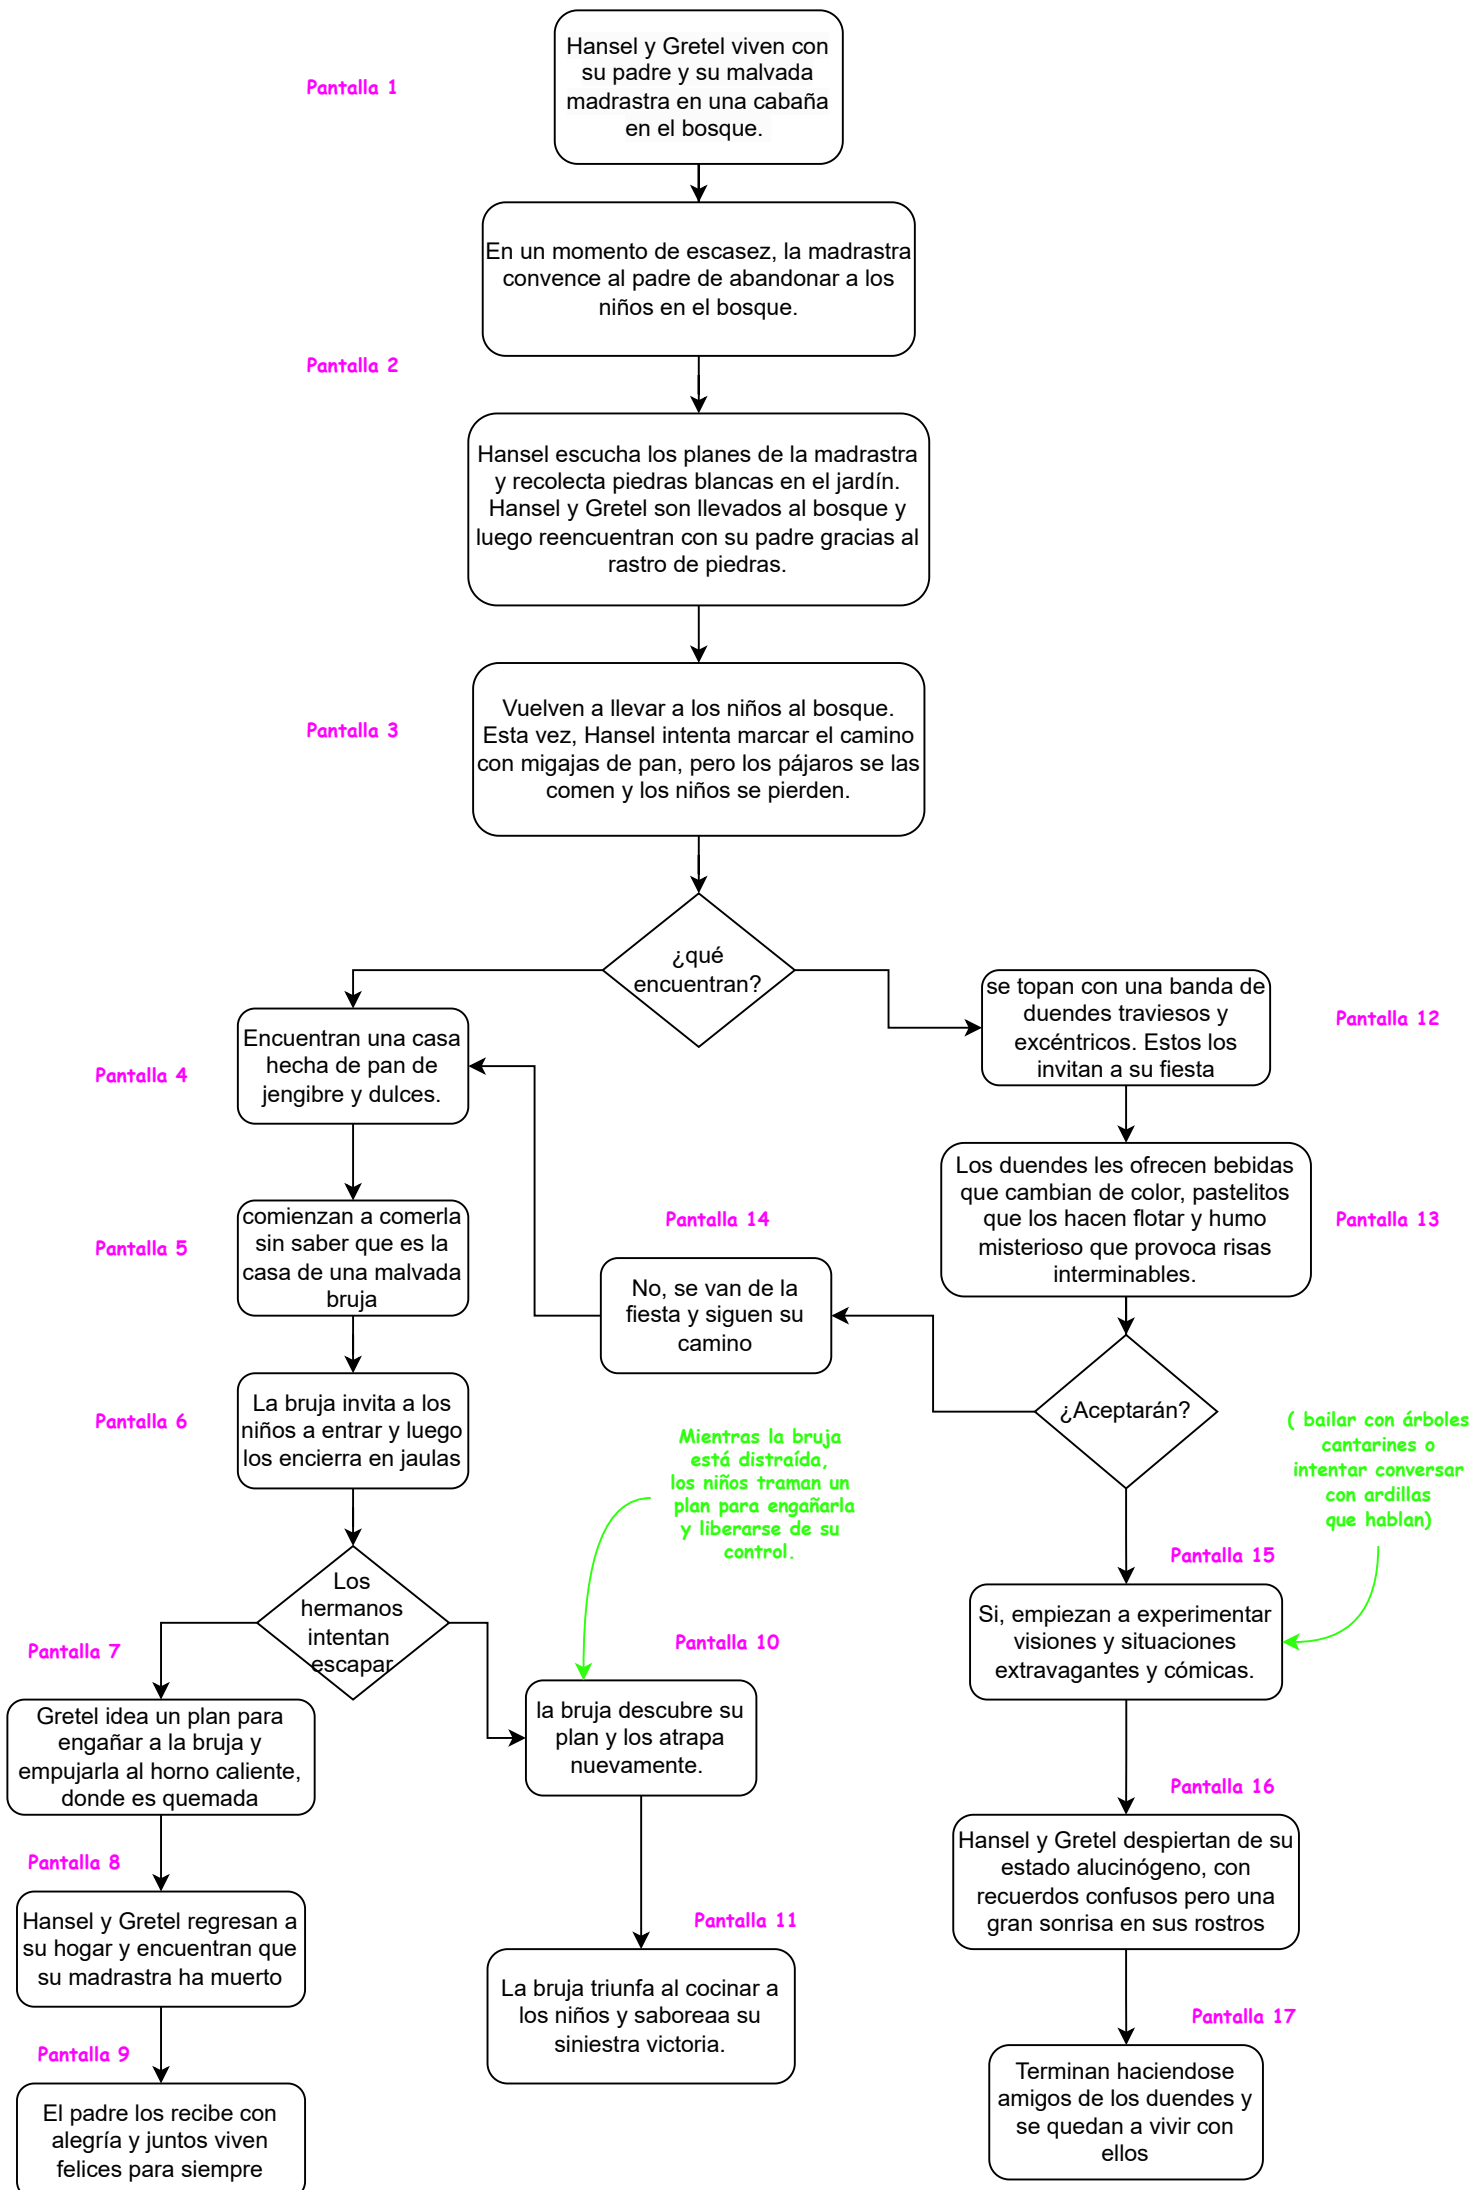 Pantalla 1
Hansel y Gretel viven con
su padre y su malvada
madrastra en una cabaña
en el bosque.
En un momento de escasez, la madrastra
convence al padre de abandonar a los
niños en el bosque.
Pantalla 2
Hansel escucha los planes de la madrastra
y recolecta piedras blancas en el jardín.
Hansel y Gretel son llevados al bosque y
luego reencuentran con su padre gracias al
rastro de piedras.
Pantalla 3
Vuelven a llevar a los niños al bosque.
Esta vez, Hansel intenta marcar el camino
con migajas de pan, pero los pájaros se las
comen y los niños se pierden.
¿qué
encuentran?
Pantalla 4
Encuentran una casa
hecha de pan de
jengibre y dulces.
Pantalla 5
comienzan a comerla
sin saber que es la
casa de una malvada
bruja
Pantalla 6
La bruja invita a los
niños a entrar y luego
los encierra en jaulas
Los
hermanos
intentan
escapar
Pantalla 7
Gretel idea un plan para
engañar a la bruja y
empujarla al horno caliente,
donde es quemada
Pantalla 8
Hansel y Gretel regresan a
su hogar y encuentran que
su madrastra ha muerto
Pantalla 9
El padre los recibe con
alegría y juntos viven
felices para siempre
Mientras la bruja
está distraída,
los niños traman un
plan para engañarla
y liberarse de su
control.
Pantalla 10
la bruja descubre su
plan y los atrapa
nuevamente.
Pantalla 11
La bruja triunfa al cocinar a
los niños y saboreaa su
siniestra victoria.
se topan con una banda de
duendes traviesos y
excéntricos. Estos los
invitan a su fiesta
Pantalla 12
Los duendes les ofrecen bebidas
que cambian de color, pastelitos
que los hacen flotar y humo
misterioso que provoca risas
interminables.
Pantalla 13
¿Aceptarán?
Pantalla 14
No, se van de la
fiesta y siguen su
camino
( bailar con árboles
cantarines o
intentar conversar
con ardillas
que hablan)
Pantalla 15
Si, empiezan a experimentar
visiones y situaciones
extravagantes y cómicas.
Pantalla 16
Hansel y Gretel despiertan de su
estado alucinógeno, con
recuerdos confusos pero una
gran sonrisa en sus rostros
Pantalla 17
Terminan haciendose
amigos de los duendes y
se quedan a vivir con
ellos